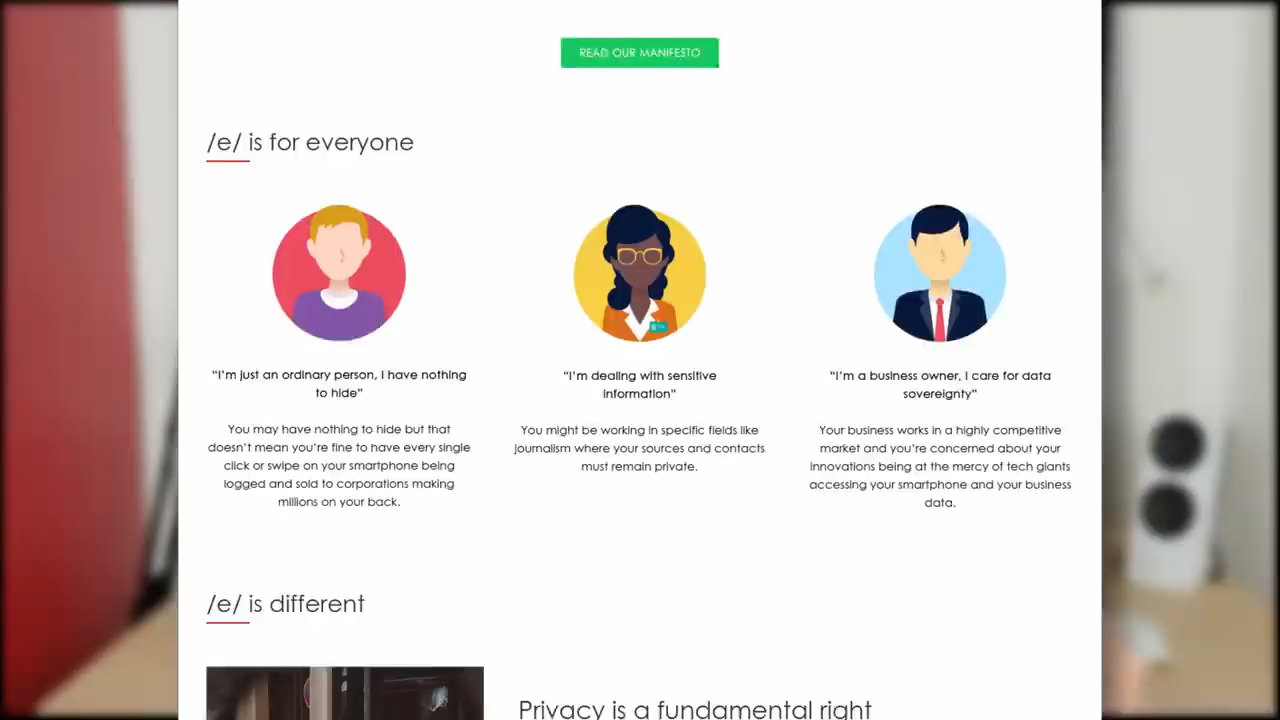 READ OUR MANIFESTO
/e/ is for everyone
“I’m just an ordinary person, I have nothing
to hide”
You may have nothing to hide but that
doesn’t mean you’re fine to have every single
click or swipe on your smartphone being
logged and sold to corporations making
millions on your back.
“I’m dealing with sensitive
information”
You might be working in specific fields like
journalism where your sources and contacts
must remain private.
“I’m a business owner, I care for data
sovereignty”
Your business works in a highly competitive
market and you’re concerned about your
innovations being at the mercy of tech giants
accessing your smartphone and your business
data.
/e/ is different
Privacy is a fundamental right